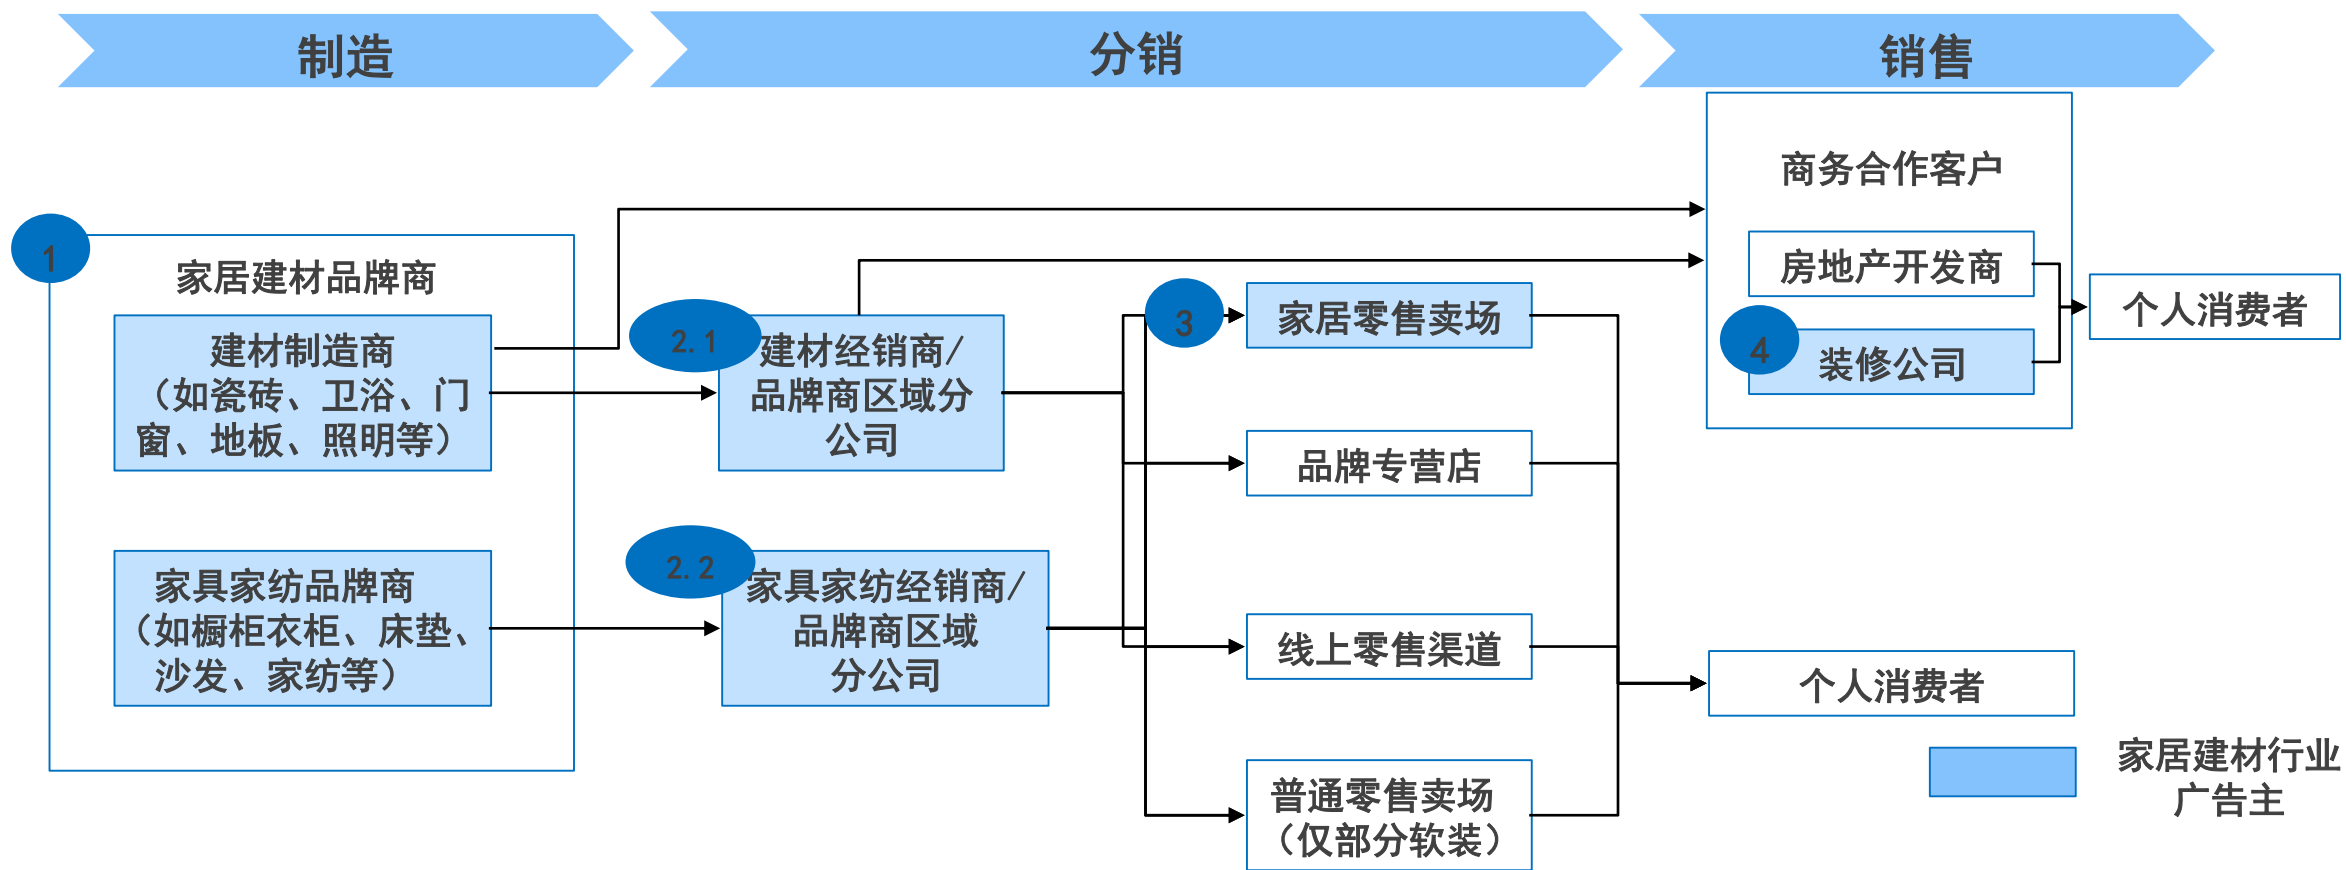 制造
分销
销售
1
家居建材品牌商
建材制造商
（如瓷砖、卫浴、门
窗、地板、照明等）
家具家纺品牌商
（如橱柜衣柜、床垫、
沙发、家纺等）
2.1
建材经销商/
品牌商区域分
公司
2.2
家具家纺经销商/
品牌商区域
分公司
3
家居零售卖场
品牌专营店
线上零售渠道
普通零售卖场
（仅部分软装）
商务合作客户
房地产开发商
4
装修公司
个人消费者
个人消费者
家居建材行业
广告主